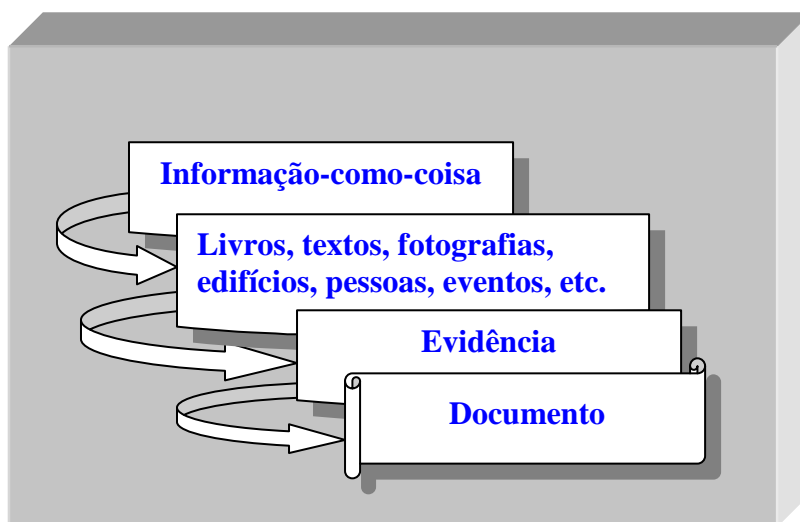 Informação-como-coisa
Livros, textos, fotografias,
edifícios, pessoas, eventos, etc.
Evidência
Documento